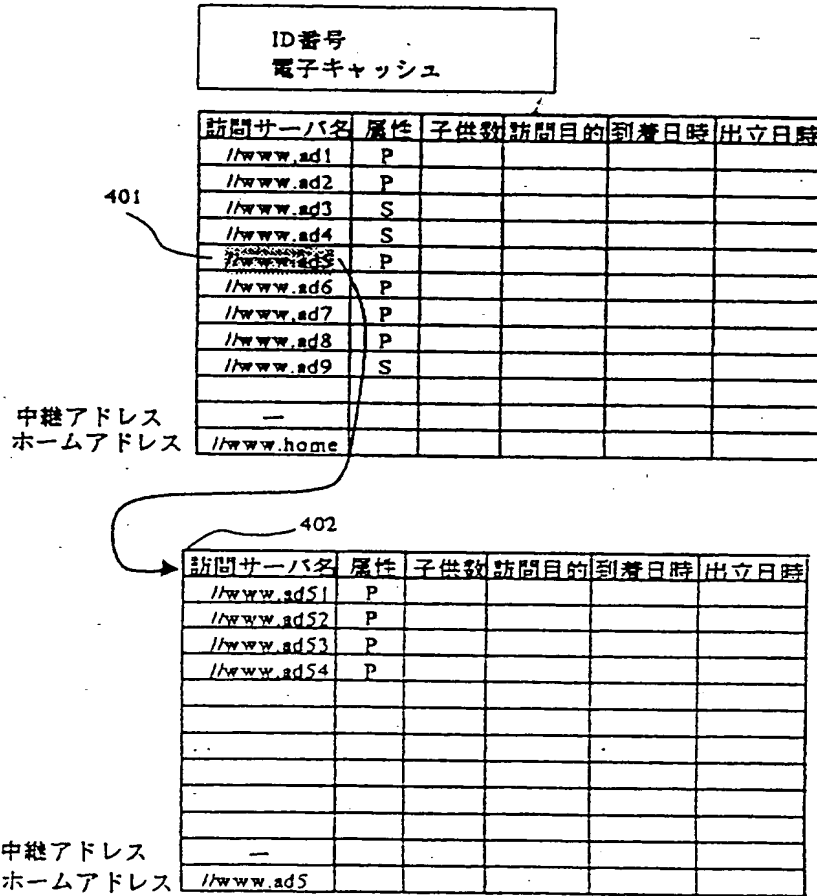 ID番号
電子キャッシュ
訪問サーバ名 属性 子供数 訪問目的 到着日時 出立日時
//www.ad1 P
//www.ad2 P
401
//www.ad3 S
//www.ad4 S
//www.ad5 P
//www.ad6 P
//www.ad7 P
//www.ad8 P
//www.ad9 S
中継アドレス —
ホームアドレス //www.home
402
訪問サーバ名 属性 子供数 訪問目的 到着日時 出立日時
//www.ad51 P
//www.ad52 P
//www.ad53 P
//www.ad54 P
中継アドレス —
ホームアドレス //www.ad5